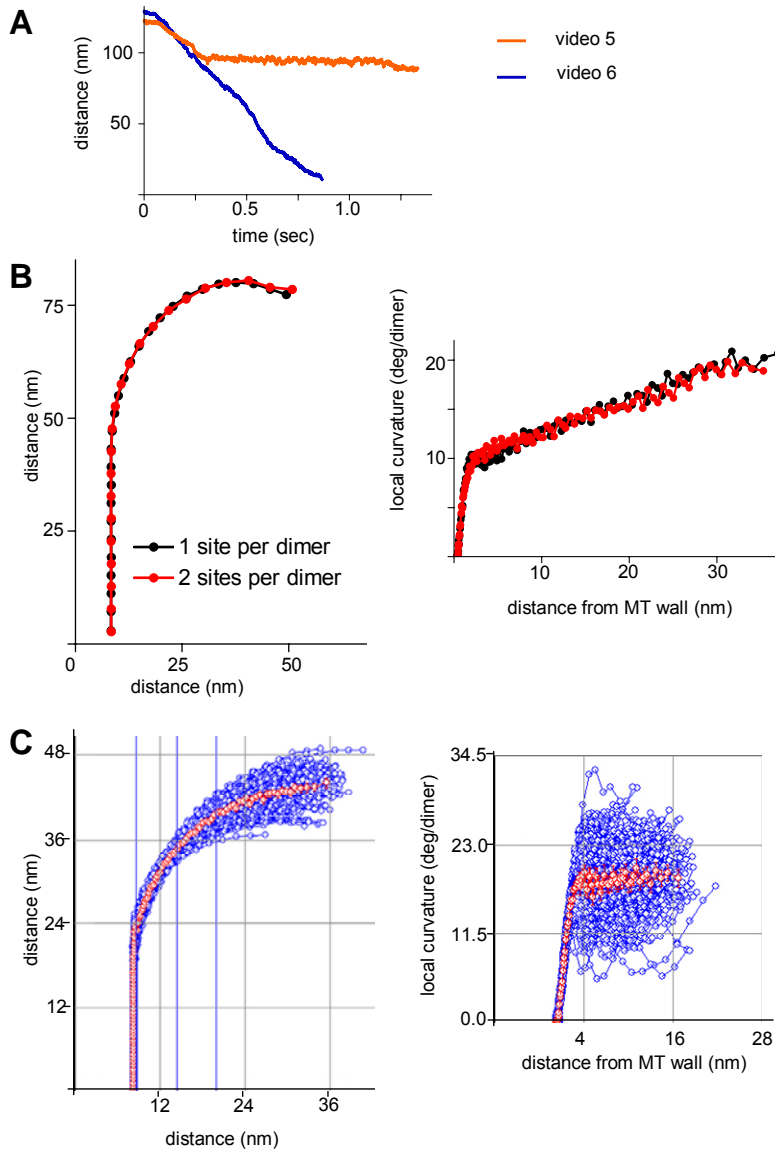 A
distance (nm)
100
50
0
0.5
1.0
time (sec)
video 5
video 6
B
distance (nm)
75
50
25
0
25
50
distance (nm)
1 site per dimer
2 sites per dimer
local curvature (deg/dimer)
20
10
10
20
30
distance from MT wall (nm)
C
distance (nm)
48
36
24
12
12
24
36
distance (nm)
local curvature (deg/dimer)
34.5
23.0
11.5
0.0
4
16
28
distance from MT wall (nm)